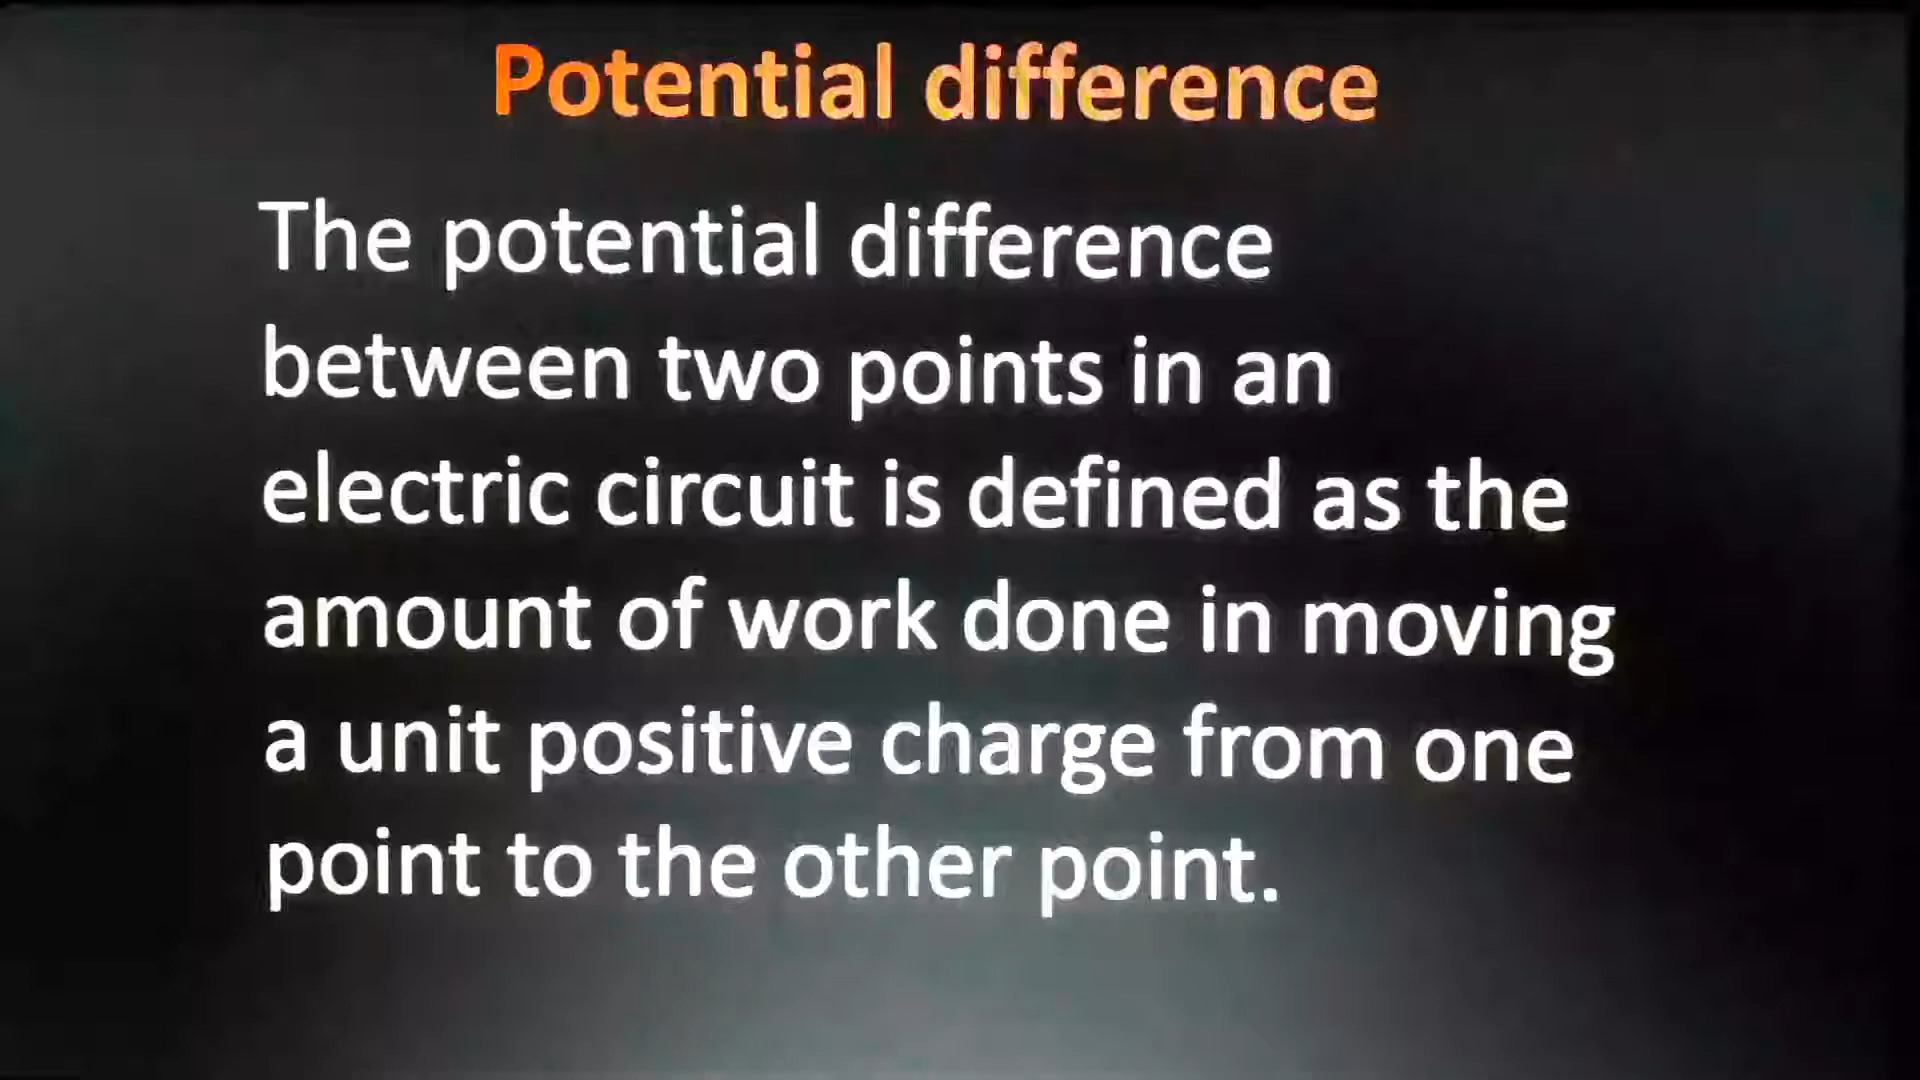 Potential difference
The potential difference
between two points in an
electric circuit is defined as the
amount of work done in moving
a unit positive charge from one
point to the other point.